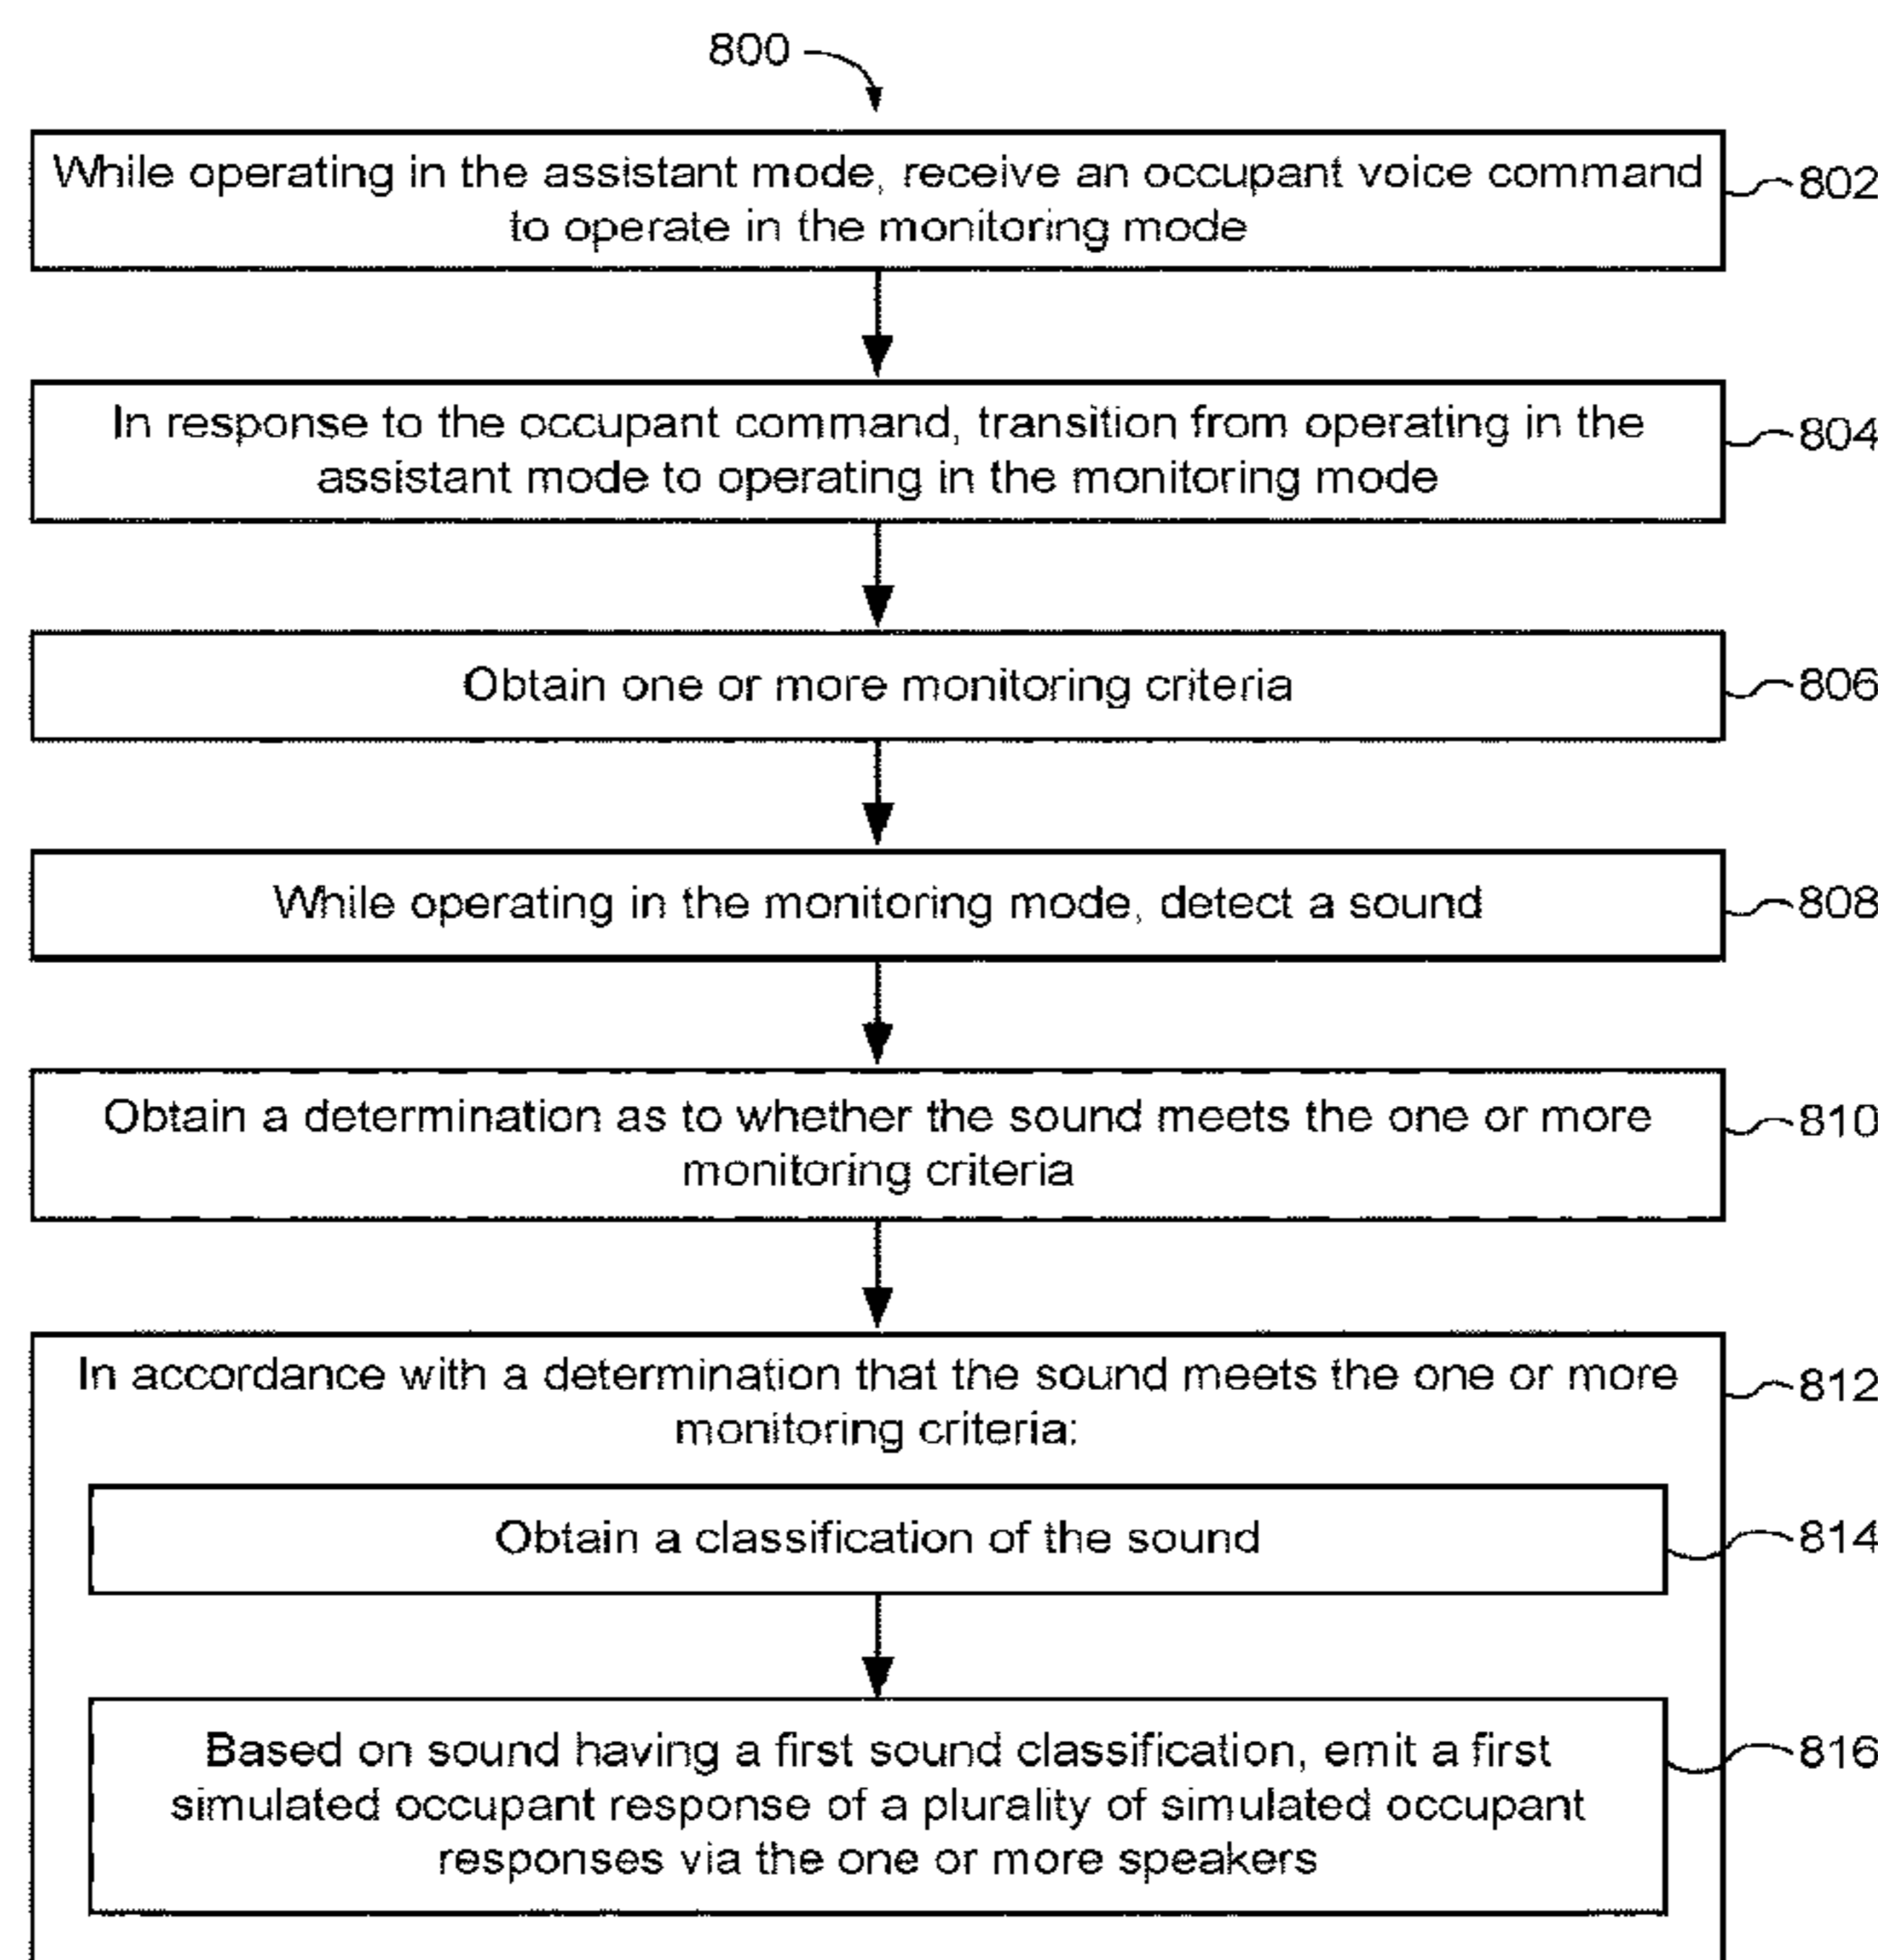 800
While operating in the assistant mode, receive an occupant voice command
to operate in the monitoring mode
802
In response to the occupant command, transition from operating in the
assistant mode to operating in the monitoring mode
804
Obtain one or more monitoring criteria
806
While operating in the monitoring mode, detect a sound
808
Obtain a determination as to whether the sound meets the one or more
monitoring criteria
810
In accordance with a determination that the sound meets the one or more
monitoring criteria:
812
Obtain a classification of the sound
814
Based on sound having a first sound classification, emit a first
simulated occupant response of a plurality of simulated occupant
responses via the one or more speakers
816